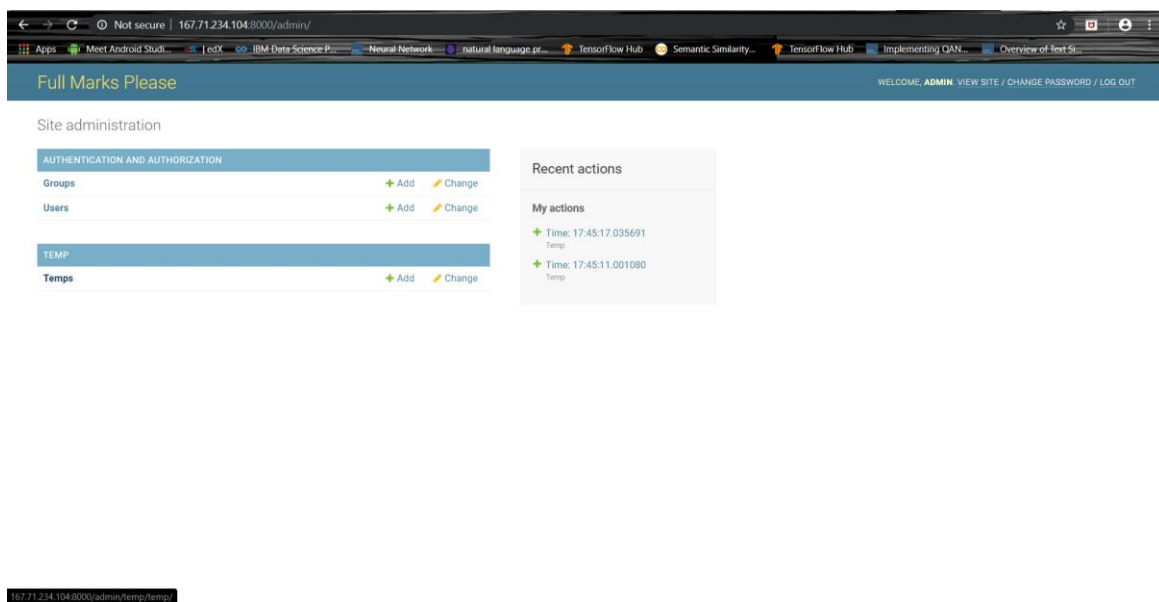 Not secure | 167.71.234.104:8000/admin/
Apps Meet Android Studi... edX | edX IBM Data Science P... Neural Network natural language pr... TensorFlow Hub Semantic Similarity... TensorFlow Hub Implementing QAN... Overview of Text Si...
Full Marks Please WELCOME, ADMIN. VIEW SITE / CHANGE PASSWORD / LOG OUT
Site administration
AUTHENTICATION AND AUTHORIZATION
Groups + Add Change
Users + Add Change
TEMP
Temps + Add Change
Recent actions
My actions
+ Time: 17:45:17.035691
Temp
+ Time: 17:45:11.001080
Temp
167.71.234.104:8000/admin/temp/temp/